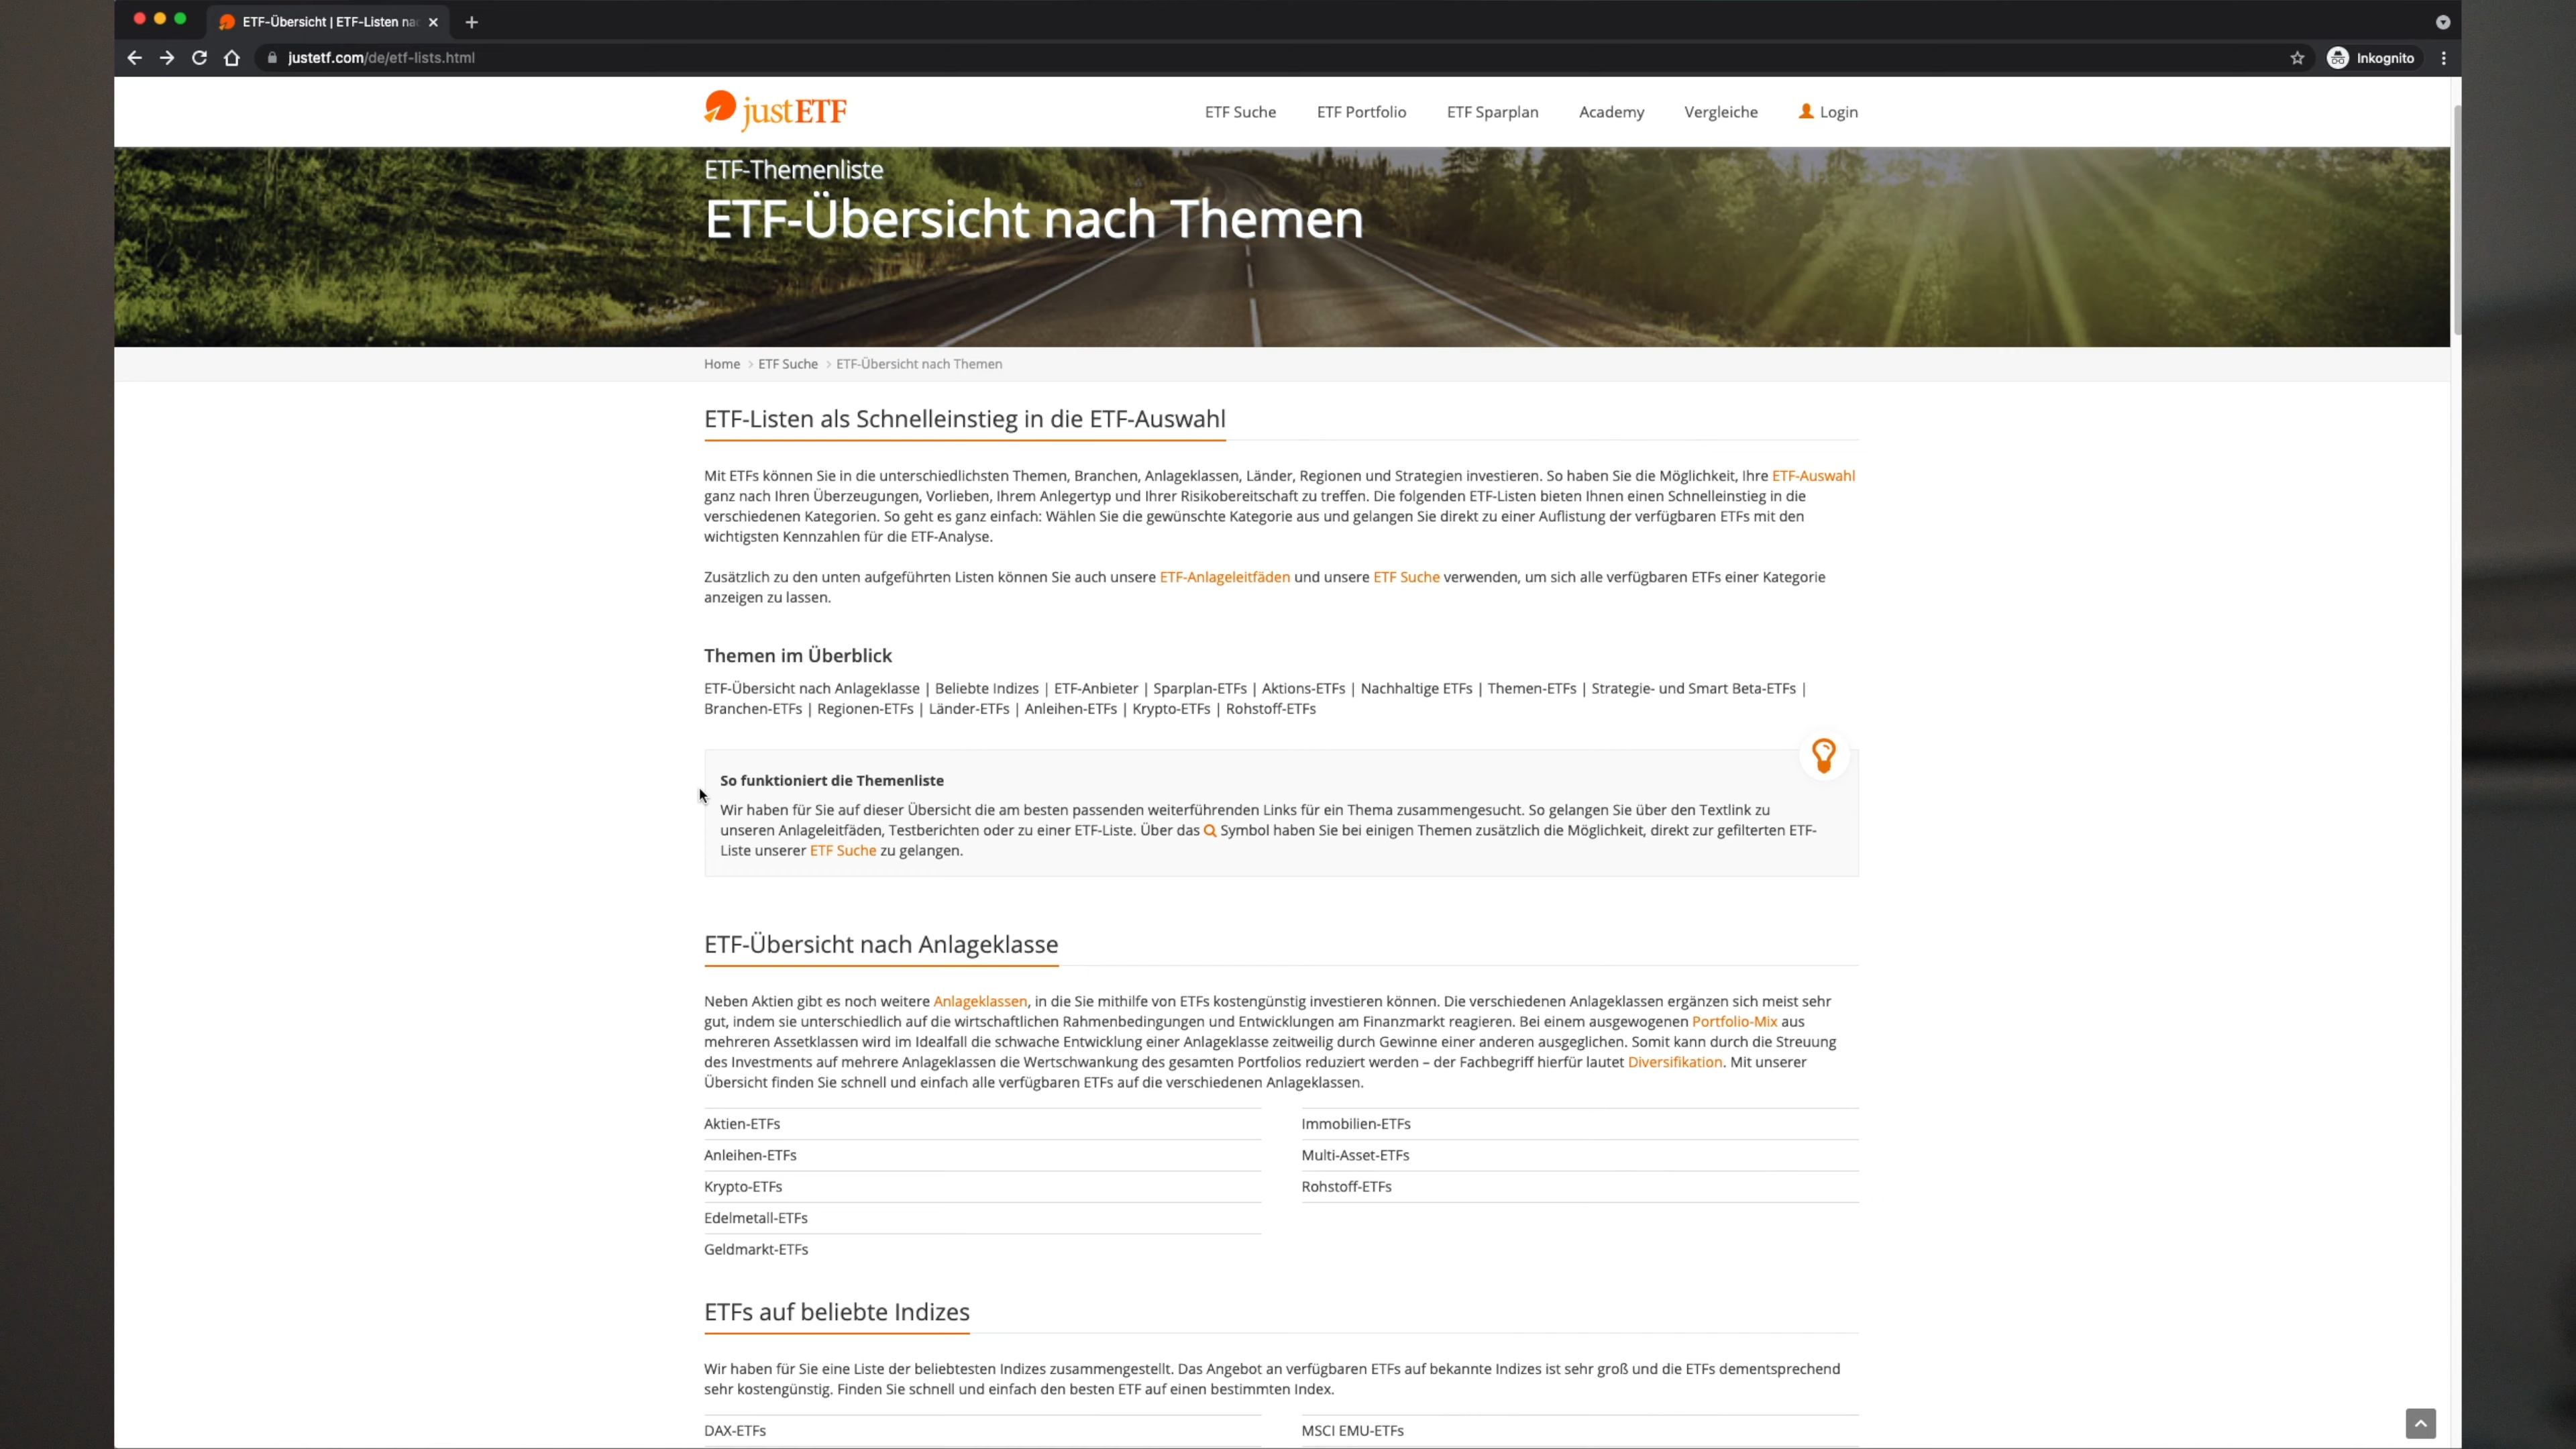 ETF-Übersicht | ETF-Listen na
justetf.com/de/etf-lists.html
Inkognito
justETF
ETF Suche
ETF Portfolio
ETF Sparplan
Academy
Vergleiche
Login
ETF-Themenliste
ETF-Übersicht nach Themen
Home > ETF Suche > ETF-Übersicht nach Themen
ETF-Listen als Schnelleinstieg in die ETF-Auswahl
Mit ETFs können Sie in die unterschiedlichsten Themen, Branchen, Anlageklassen, Länder, Regionen und Strategien investieren. So haben Sie die Möglichkeit, Ihre ETF-Auswahl
ganz nach Ihren Überzeugungen, Vorlieben, Ihrem Anlegertyp und Ihrer Risikobereitschaft zu treffen. Die folgenden ETF-Listen bieten Ihnen einen Schnelleinstieg in die
verschiedenen Kategorien. So geht es ganz einfach: Wählen Sie die gewünschte Kategorie aus und gelangen Sie direkt zu einer Auflistung der verfügbaren ETFs mit den
wichtigsten Kennzahlen für die ETF-Analyse.
Zusätzlich zu den unten aufgeführten Listen können Sie auch unsere ETF-Anlageleitfäden und unsere ETF Suche verwenden, um sich alle verfügbaren ETFs einer Kategorie
anzeigen zu lassen.
Themen im Überblick
ETF-Übersicht nach Anlageklasse | Beliebte Indizes | ETF-Anbieter | Sparplan-ETFs | Aktions-ETFs | Nachhaltige ETFs | Themen-ETFs | Strategie- und Smart Beta-ETFs |
Branchen-ETFs | Regionen-ETFs | Länder-ETFs | Anleihen-ETFs | Krypto-ETFs | Rohstoff-ETFs
So funktioniert die Themenliste
Wir haben für Sie auf dieser Übersicht die am besten passenden weiterführenden Links für ein Thema zusammengesucht. So gelangen Sie über den Textlink zu
unseren Anlageleitfäden, Testberichten oder zu einer ETF-Liste. Über das Symbol haben Sie bei einigen Themen zusätzlich die Möglichkeit, direkt zur gefilterten ETF-
Liste unserer ETF Suche zu gelangen.
ETF-Übersicht nach Anlageklasse
Neben Aktien gibt es noch weitere Anlageklassen, in die Sie mithilfe von ETFs kostengünstig investieren können. Die verschiedenen Anlageklassen ergänzen sich meist sehr
gut, indem sie unterschiedlich auf die wirtschaftlichen Rahmenbedingungen und Entwicklungen am Finanzmarkt reagieren. Bei einem ausgewogenen Portfolio-Mix aus
mehreren Assetklassen wird im Idealfall die schwache Entwicklung einer Anlageklasse zeitweilig durch Gewinne einer anderen ausgeglichen. Somit kann durch die Streuung
des Investments auf mehrere Anlageklassen die Wertschwankung des gesamten Portfolios reduziert werden – der Fachbegriff hierfür lautet Diversifikation. Mit unserer
Übersicht finden Sie schnell und einfach alle verfügbaren ETFs auf die verschiedenen Anlageklassen.
Aktien-ETFs
Anleihen-ETFs
Krypto-ETFs
Edelmetall-ETFs
Geldmarkt-ETFs
Immobilien-ETFs
Multi-Asset-ETFs
Rohstoff-ETFs
ETFs auf beliebte Indizes
Wir haben für Sie eine Liste der beliebtesten Indizes zusammengestellt. Das Angebot an verfügbaren ETFs auf bekannte Indizes ist sehr groß und die ETFs dementsprechend
sehr kostengünstig. Finden Sie schnell und einfach den besten ETF auf einen bestimmten Index.
DAX-ETFs
MSCI EMU-ETFs